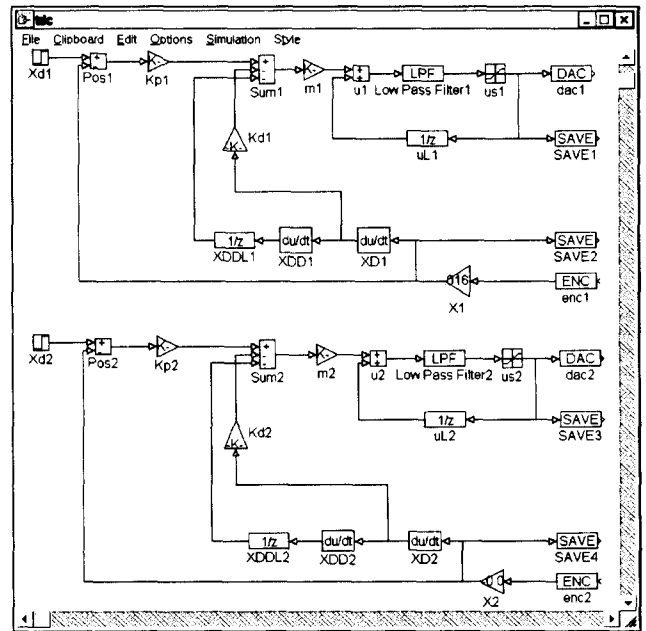 tdc
File Clipboard Edit Options Simulation Style
Xd1
+
-
Pos1
K-
Kp1
+
-
-
Sum1
K-
m1
+
+
u1
LPF
Low Pass Filter1
us1
DAC
dac1
-K-
Kd1
1/z
uL1
SAVE
SAVE1
1/z
XDDL1
du/dt
XDD1
du/dt
XD1
SAVE
SAVE2
016
X1
ENC
enc1
Xd2
+
-
Pos2
K-
Kp2
+
-
-
Sum2
K-
m2
+
+
u2
LPF
Low Pass Filter2
us2
DAC
dac2
-K-
Kd2
1/z
uL2
SAVE
SAVE3
1/z
XDDL2
du/dt
XDD2
du/dt
XD2
SAVE
SAVE4
0.0
X2
ENC
enc2